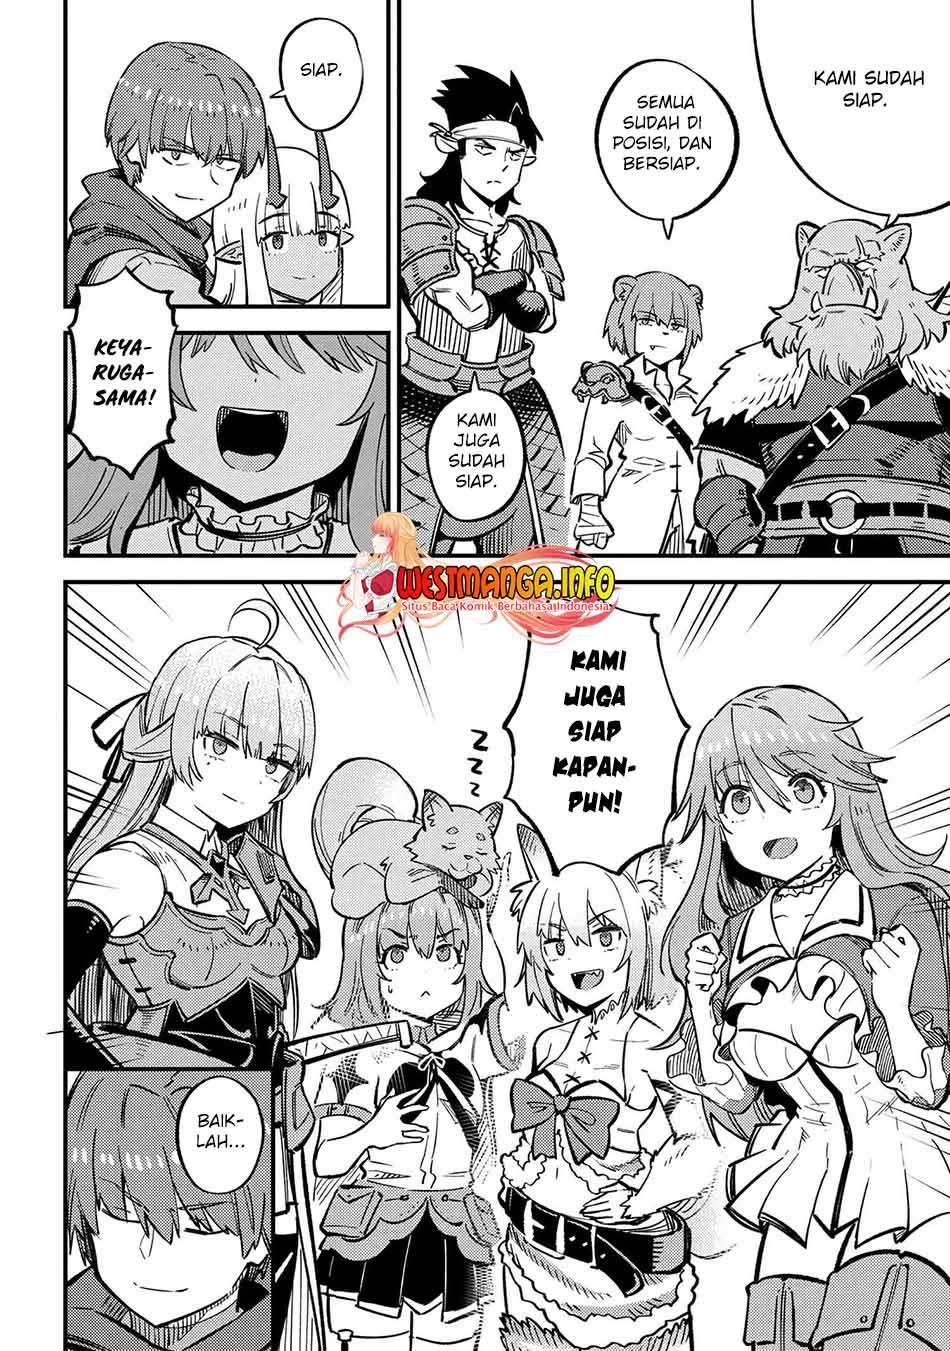 KAMI SUDAH
SIAP.
SEMUA
SUDAH DI
POSISI, DAN
BERSIAP.
KAMI
JUGA
SUDAH
SIAP.
SIAP.
KEYA-
RUGA-
SAMA!
WESTMANGA.INFO
Situs Baca Komik Berbahasa Indonesia
KAMI
JUGA
SIAP
KAPAN-
PUN!
Z
Z
Z
BAIK-
LAH...